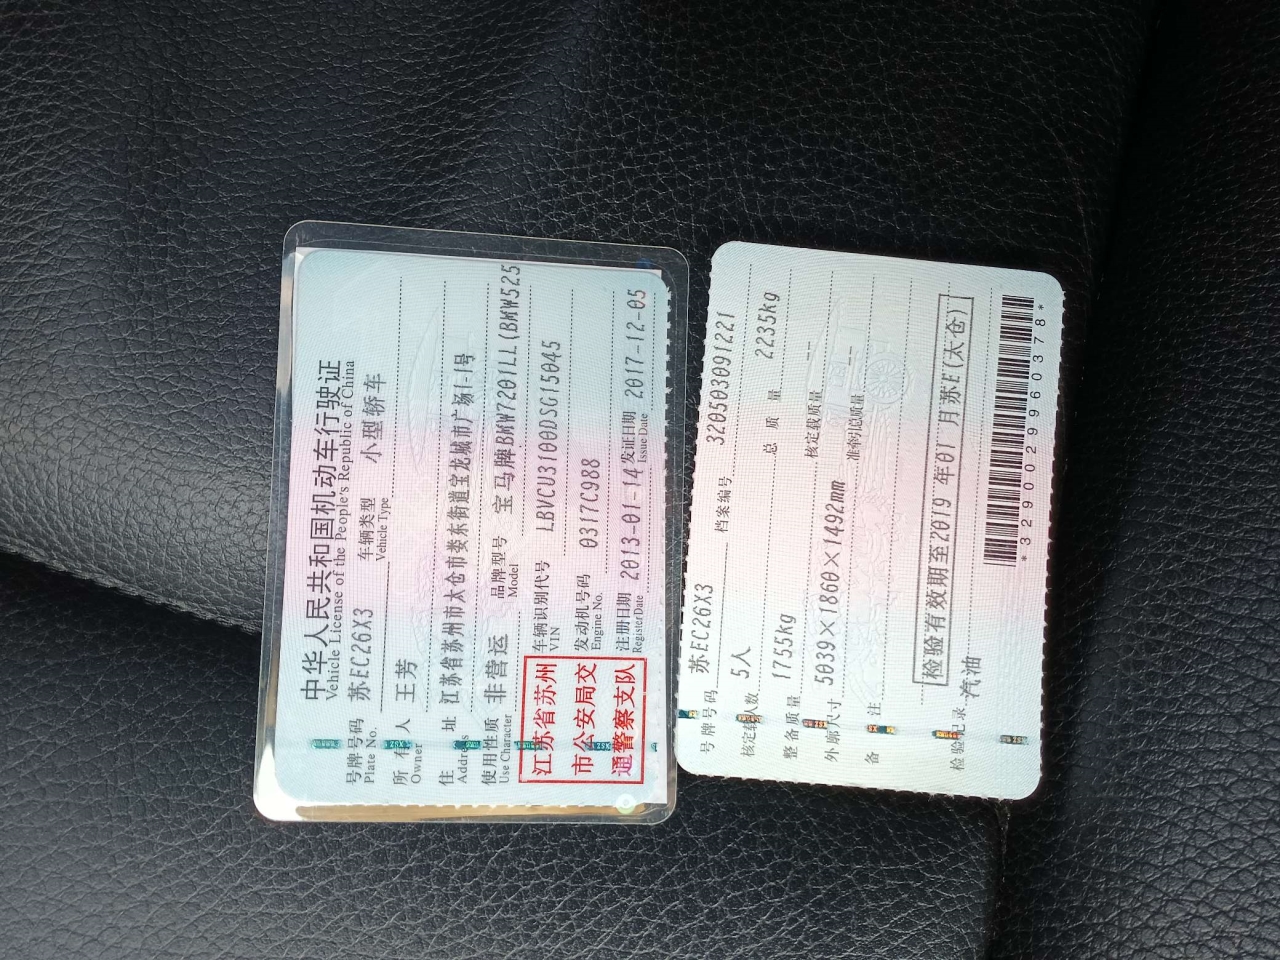 中华人民共和国机动车行驶证
Vehicle License of the People's Republic of China
号牌号码 苏EC26X3 车辆类型 小型轿车
Plate No. Vehicle Type
所有人 王芳
Owner
住址 江苏省苏州市太仓市娄东街道宝龙城市广场1-1号
Address
使用性质 非营运 品牌型号 宝马牌BMW7201LL(BMW525
Use Character Model
江苏省苏州
市公安局交
通警察支队
车辆识别代号 LBVCU3100DSG15045
VIN
发动机号码 0317C988
Engine No.
注册日期 2013-01-14 发证日期 2017-12-05
Register Date Issue Date
号牌号码 苏EC26X3 档案编号 320503091221
核定载人数 5人 总质量 2235kg
整备质量 1755kg 核定载质量 --
外廓尺寸 5039×1860×1492mm 准牵引总质量 --
备注
检验有效期至2019年01月苏E(太仓)
检验记录 汽油
*3290029960378*